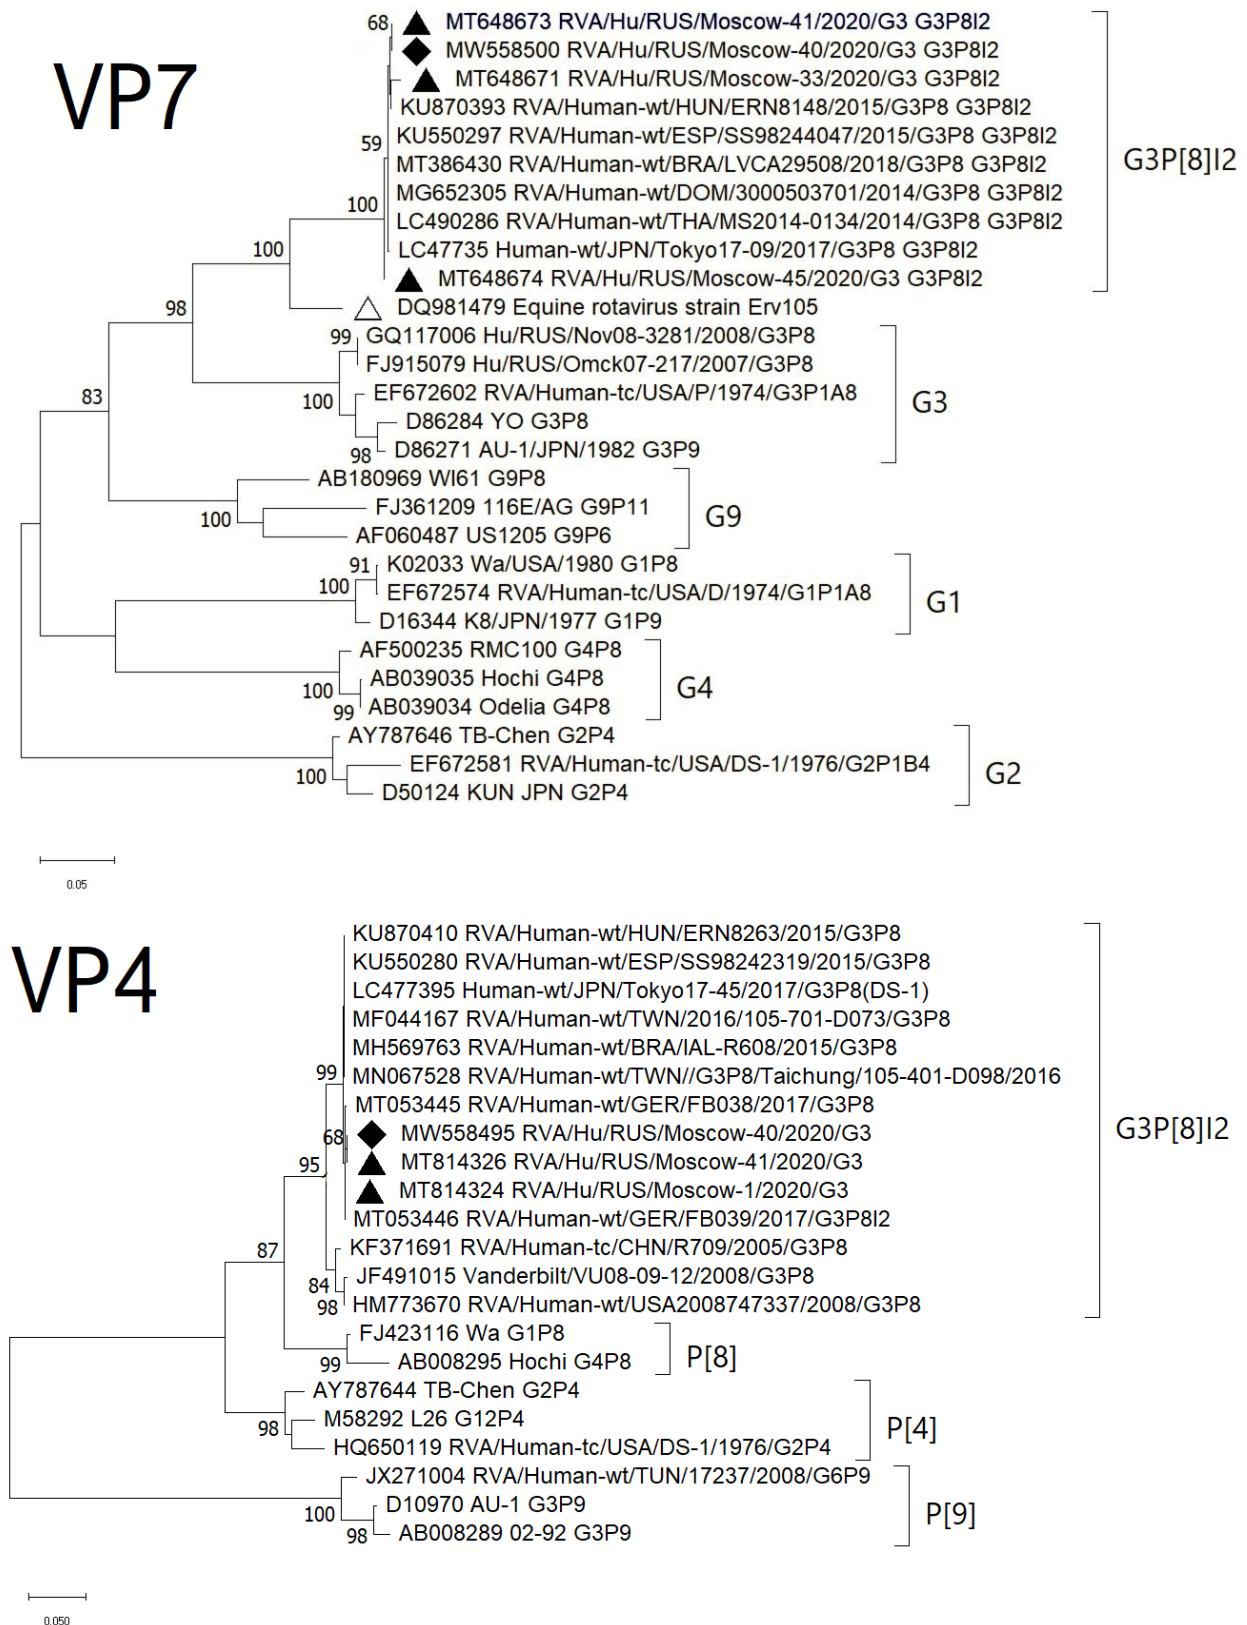 VP7
68
MT648673 RVA/Hu/RUS/Moscow-41/2020/G3 G3P8I2
MW558500 RVA/Hu/RUS/Moscow-40/2020/G3 G3P8I2
MT648671 RVA/Hu/RUS/Moscow-33/2020/G3 G3P8I2
KU870393 RVA/Human-wt/HUN/ERN8148/2015/G3P8 G3P8I2
59
KU550297 RVA/Human-wt/ESP/SS98244047/2015/G3P8 G3P8I2
MT386430 RVA/Human-wt/BRA/LVCA29508/2018/G3P8 G3P8I2
G3P[8]I2
MG652305 RVA/Human-wt/DOM/3000503701/2014/G3P8 G3P8I2
100
LC490286 RVA/Human-wt/THA/MS2014-0134/2014/G3P8 G3P8I2
100
LC47735 Human-wt/JPN/Tokyo17-09/2017/G3P8 G3P8I2
MT648674 RVA/Hu/RUS/Moscow-45/2020/G3 G3P8I2
98
DQ981479 Equine rotavirus strain Erv105
99
GQ117006 Hu/RUS/Nov08-3281/2008/G3P8
FJ915079 Hu/RUS/Omck07-217/2007/G3P8
83
100
EF672602 RVA/Human-tc/USA/P/1974/G3P1A8
G3
D86284 YO G3P8
98
D86271 AU-1/JPN/1982 G3P9
AB180969 WI61 G9P8
100
FJ361209 116E/AG G9P11
G9
AF060487 US1205 G9P6
91
K02033 Wa/USA/1980 G1P8
100
EF672574 RVA/Human-tc/USA/D/1974/G1P1A8
G1
D16344 K8/JPN/1977 G1P9
AF500235 RMC100 G4P8
100
AB039035 Hochi G4P8
G4
99
AB039034 Odelia G4P8
AY787646 TB-Chen G2P4
100
EF672581 RVA/Human-tc/USA/DS-1/1976/G2P1B4
G2
D50124 KUN JPN G2P4
0.05
VP4
KU870410 RVA/Human-wt/HUN/ERN8263/2015/G3P8
KU550280 RVA/Human-wt/ESP/SS98242319/2015/G3P8
LC477395 Human-wt/JPN/Tokyo17-45/2017/G3P8(DS-1)
MF044167 RVA/Human-wt/TWN/2016/105-701-D073/G3P8
MH569763 RVA/Human-wt/BRA/IAL-R608/2015/G3P8
99
MN067528 RVA/Human-wt/TWN//G3P8/Taichung/105-401-D098/2016
MT053445 RVA/Human-wt/GER/FB038/2017/G3P8
68
MW558495 RVA/Hu/RUS/Moscow-40/2020/G3
G3P[8]I2
95
MT814326 RVA/Hu/RUS/Moscow-41/2020/G3
MT814324 RVA/Hu/RUS/Moscow-1/2020/G3
MT053446 RVA/Human-wt/GER/FB039/2017/G3P8I2
87
KF371691 RVA/Human-tc/CHN/R709/2005/G3P8
84
JF491015 Vanderbilt/VU08-09-12/2008/G3P8
98
HM773670 RVA/Human-wt/USA2008747337/2008/G3P8
FJ423116 Wa G1P8
P[8]
99
AB008295 Hochi G4P8
AY787644 TB-Chen G2P4
98
M58292 L26 G12P4
P[4]
HQ650119 RVA/Human-tc/USA/DS-1/1976/G2P4
JX271004 RVA/Human-wt/TUN/17237/2008/G6P9
100
D10970 AU-1 G3P9
P[9]
98
AB008289 02-92 G3P9
0.050